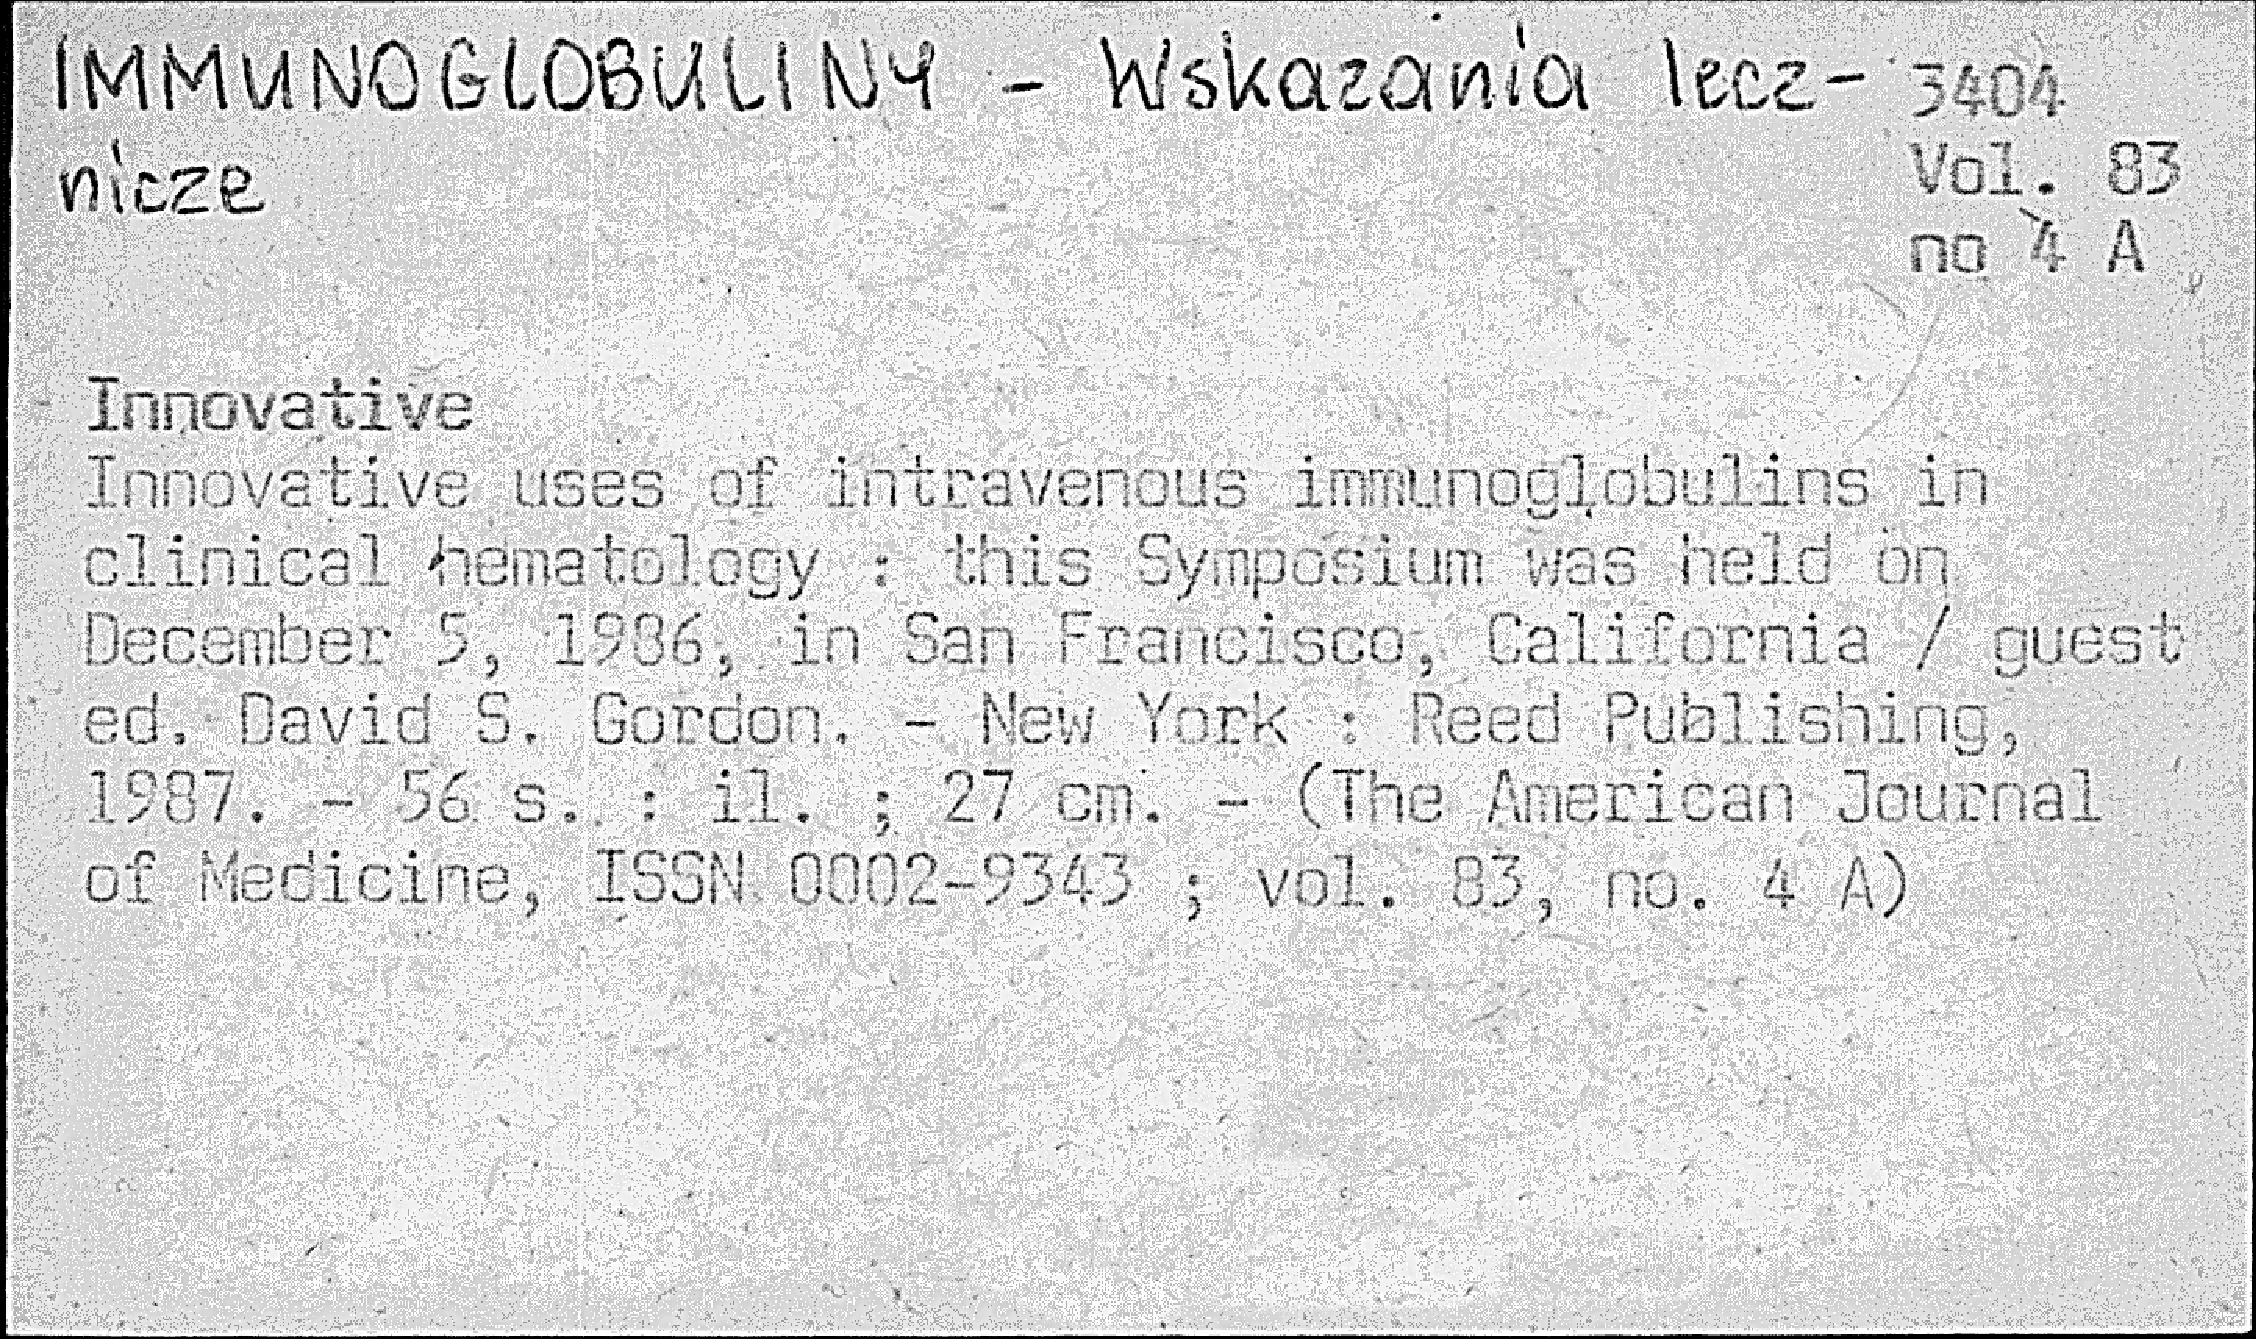 IMMUNOGLOBULINY - Wskazania lecz-
nicze
3404
Vol. 83
no 4 A
Innovative
Innovative uses of intravenous immunoglobulins in
clinical hematology : this Symposium was held on
December 5, 1986, in San Francisco, California / guest
ed. David S. Gordon. - New York : Reed Publishing,
1987. - 56 s. : il. ; 27 cm. - (The American Journal
of Medicine, ISSN 0002-9343 ; vol. 83, no. 4 A)